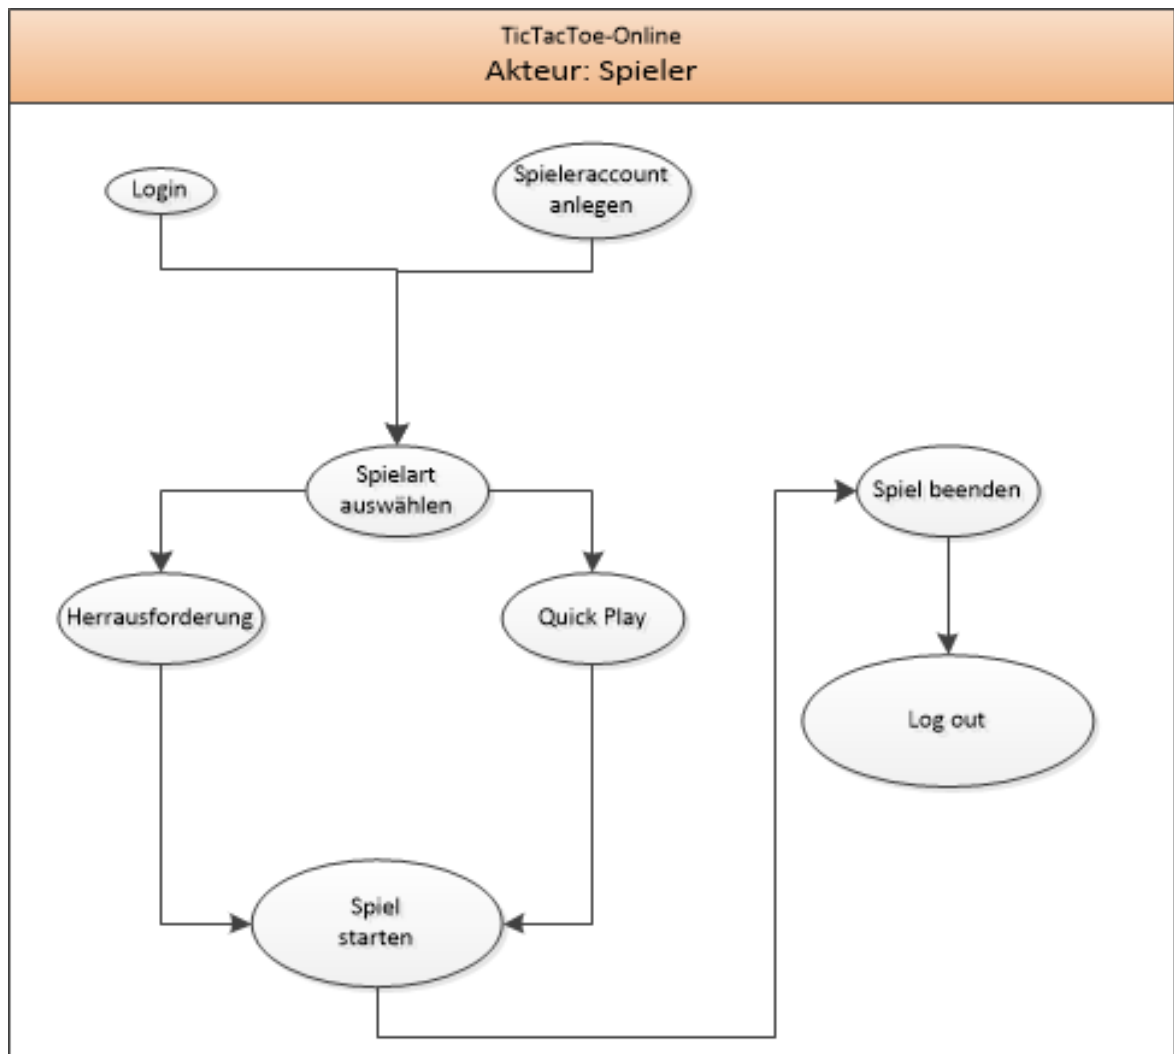 TicTacToe-Online
Akteur: Spieler
Login
Spieleraccount
anlegen
Spielart
auswählen
Spiel beenden
Herrausforderung
Quick Play
Log out
Spiel
starten